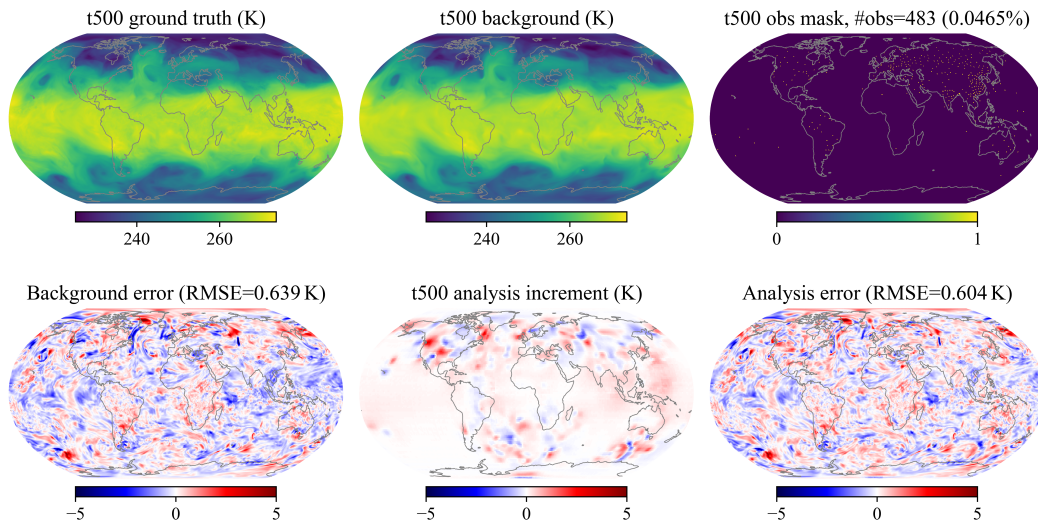 t500 ground truth (K)
t500 background (K)
t500 obs mask, #obs=483 (0.0465%)
240 260
240 260
0 1
Background error (RMSE=0.639 K)
t500 analysis increment (K)
Analysis error (RMSE=0.604 K)
−5 0 5
−5 0 5
−5 0 5